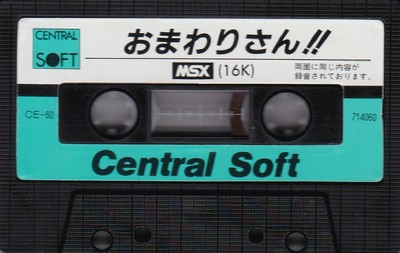 CENTRAL
SOFT
おまわりさん!!
MSX (16K)
両面に同じ内容が
録音されております。
CE-60
714060
Central Soft